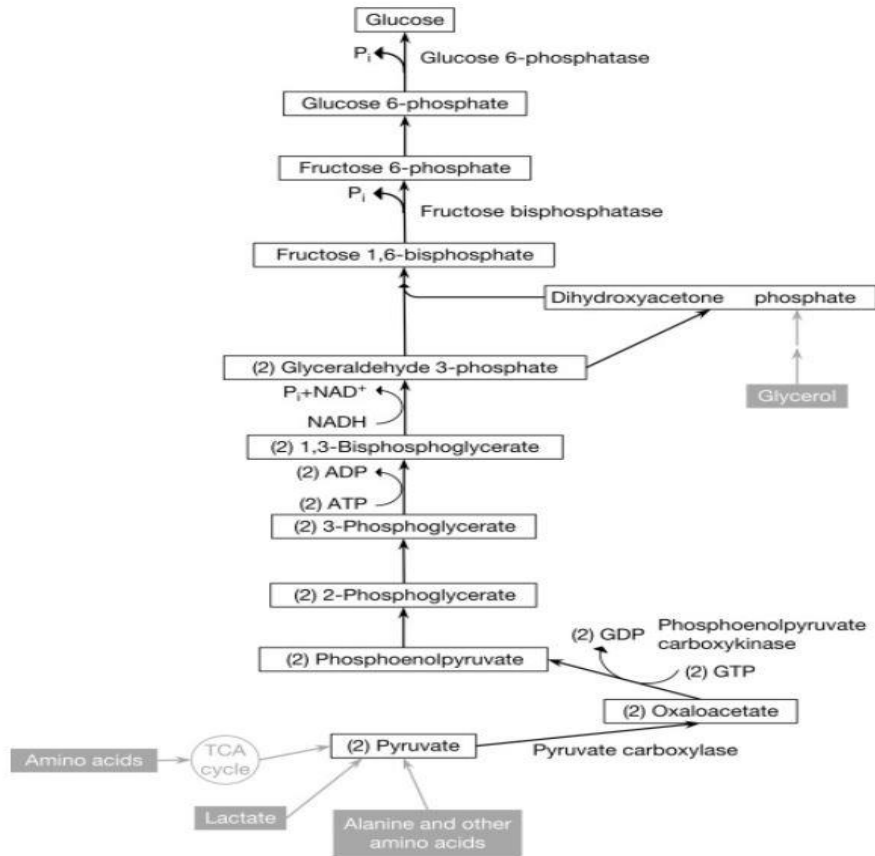 Glucose
Pi
Glucose 6-phosphatase
Glucose 6-phosphate
Fructose 6-phosphate
Pi
Fructose bisphosphatase
Fructose 1,6-bisphosphate
Dihydroxyacetone phosphate
(2) Glyceraldehyde 3-phosphate
Pi+NAD+
Glycerol
NADH
(2) 1,3-Bisphosphoglycerate
(2) ADP
(2) ATP
(2) 3-Phosphoglycerate
(2) 2-Phosphoglycerate
(2) GDP
Phosphoenolpyruvate
carboxykinase
(2) Phosphoenolpyruvate
(2) GTP
(2) Oxaloacetate
Amino acids
TCA
cycle
(2) Pyruvate
Pyruvate carboxylase
Lactate
Alanine and other
amino acids